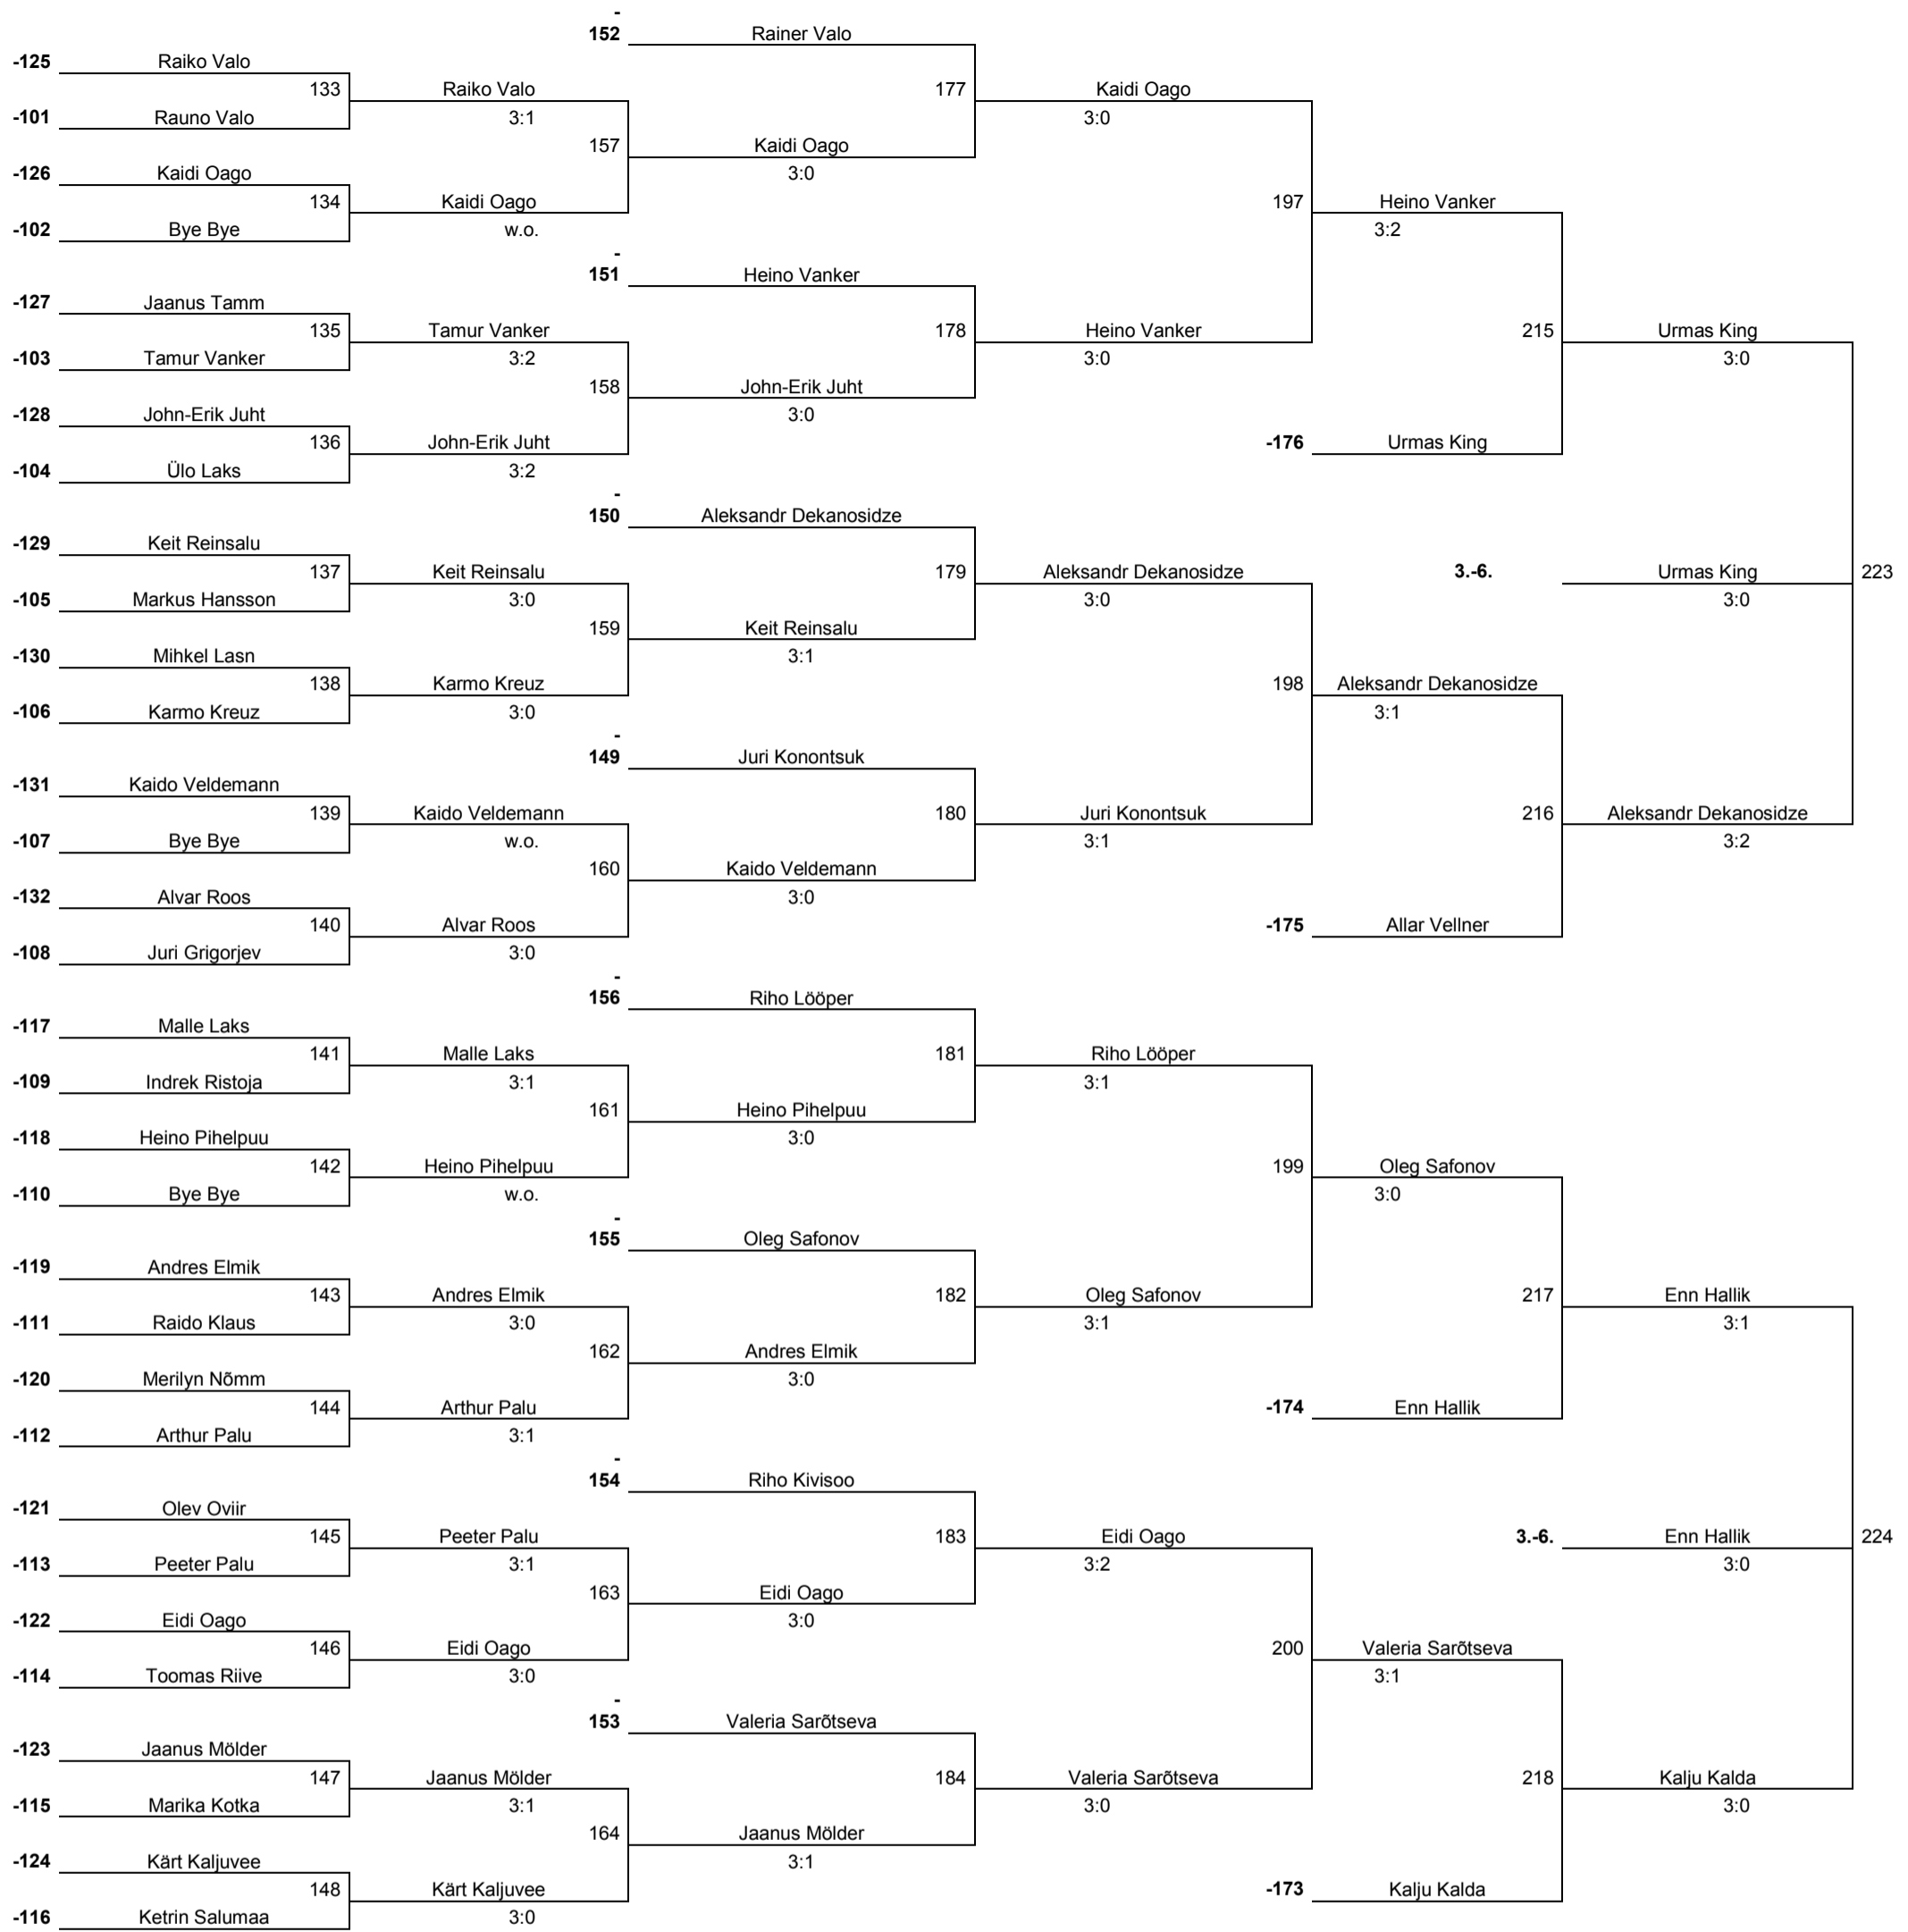 -
152 Rainer Valo
-125 Raiko Valo
133 Raiko Valo 177 Kaidi Oago
-101 Rauno Valo 3:1 3:0
157 Kaidi Oago
-126 Kaidi Oago 3:0
134 Kaidi Oago 197 Heino Vanker
-102 Bye Bye w.o. 3:2
-
151 Heino Vanker
-127 Jaanus Tamm
135 Tamur Vanker 178 Heino Vanker 215 Urmas King
-103 Tamur Vanker 3:2 3:0 3:0
158 John-Erik Juht
-128 John-Erik Juht 3:0
136 John-Erik Juht -176 Urmas King
-104 Ülo Laks 3:2
-
150 Aleksandr Dekanosidze
-129 Keit Reinsalu
137 Keit Reinsalu 179 Aleksandr Dekanosidze 3.-6. Urmas King 223
-105 Markus Hansson 3:0 3:0 3:0
159 Keit Reinsalu
-130 Mihkel Lasn 3:1
138 Karmo Kreuz 198 Aleksandr Dekanosidze
-106 Karmo Kreuz 3:0 3:1
-
149 Juri Konontsuk
-131 Kaido Veldemann
139 Kaido Veldemann 180 Juri Konontsuk 216 Aleksandr Dekanosidze
-107 Bye Bye w.o. 3:1 3:2
160 Kaido Veldemann
-132 Alvar Roos 3:0
140 Alvar Roos -175 Allar Vellner
-108 Juri Grigorjev 3:0
-
156 Riho Lööper
-117 Malle Laks
141 Malle Laks 181 Riho Lööper
-109 Indrek Ristoja 3:1 3:1
161 Heino Pihelpuu
-118 Heino Pihelpuu 3:0
142 Heino Pihelpuu 199 Oleg Safonov
-110 Bye Bye w.o. 3:0
-
155 Oleg Safonov
-119 Andres Elmik
143 Andres Elmik 182 Oleg Safonov 217 Enn Hallik
-111 Raido Klaus 3:0 3:1 3:1
162 Andres Elmik
-120 Merilyn Nõmm 3:0
144 Arthur Palu -174 Enn Hallik
-112 Arthur Palu 3:1
-
154 Riho Kivisoo
-121 Olev Oviir
145 Peeter Palu 183 Eidi Oago 3.-6. Enn Hallik 224
-113 Peeter Palu 3:1 3:2 3:0
163 Eidi Oago
-122 Eidi Oago 3:0
146 Eidi Oago 200 Valeria Sarõtseva
-114 Toomas Riive 3:0 3:1
-
153 Valeria Sarõtseva
-123 Jaanus Mölder
147 Jaanus Mölder 184 Valeria Sarõtseva 218 Kalju Kalda
-115 Marika Kotka 3:1 3:0 3:0
164 Jaanus Mölder
-124 Kärt Kaljuvee 3:1
148 Kärt Kaljuvee -173 Kalju Kalda
-116 Ketrin Salumaa 3:0